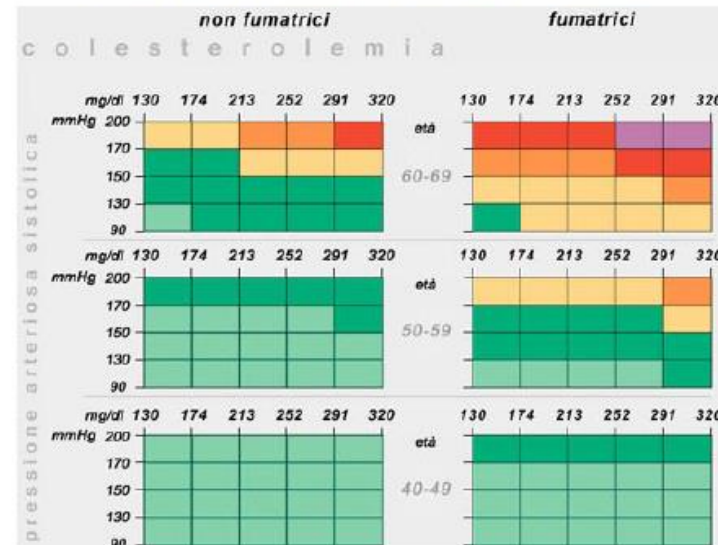 non fumatrici fumatrici
colesterolemia
pressione arteriosa sistolica
mg/dl 130 174 213 252 291 320 130 174 213 252 291 320
mmHg 200 età
170
150 60-69
130
90
mg/dl 130 174 213 252 291 320 130 174 213 252 291 320
mmHg 200 età
170
150 50-59
130
90
mg/dl 130 174 213 252 291 320 130 174 213 252 291 320
mmHg 200 età
170
150 40-49
130
90